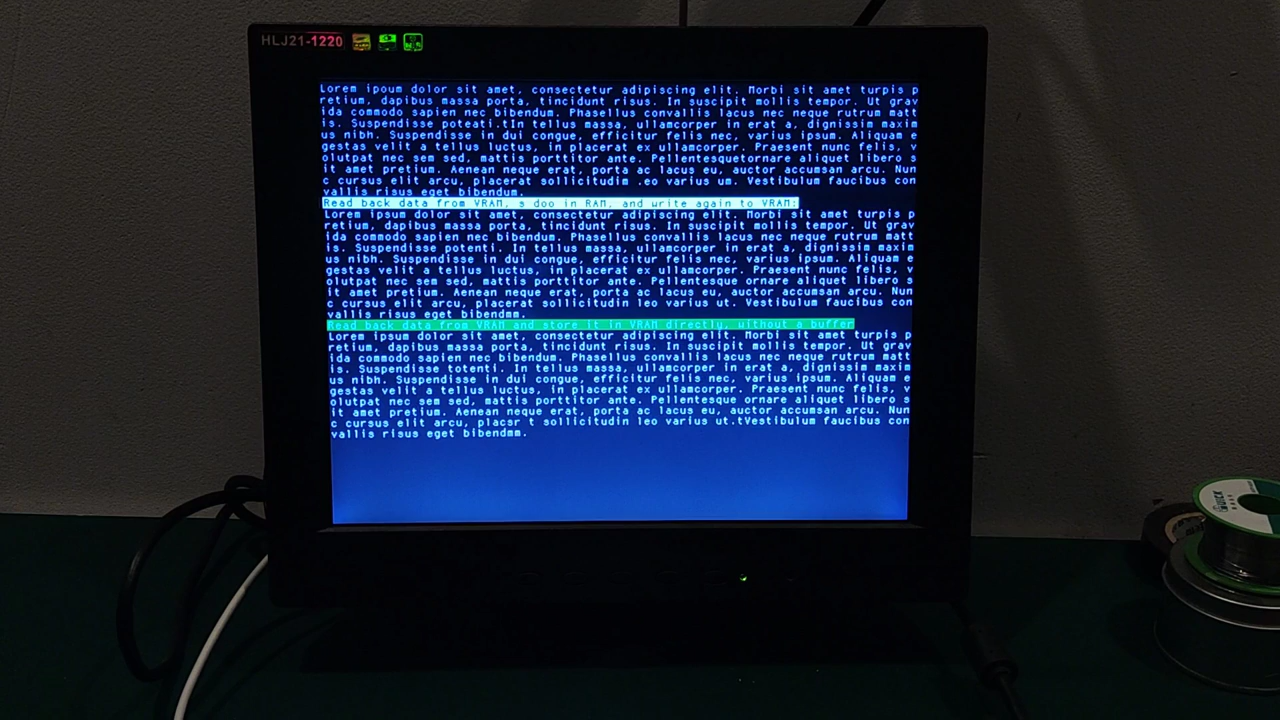 HLJ21-1220
Lorem ipoum dolor sit amet, consectetur adipiscing elit. Morbi sit amet turpis p
retium, dapibus massa porta, tincidunt risus. In suscipit mollis tempor. Ut grav
ida commodo sapien nec bibendum. Phasellus convallis lacus nec neque rutrum matt
is. Suspendisse poteati.tIn tellus massa, ullamcorper in erat a, dignissim maxim
us nibh. Suspendisse in dui congue, efficitur felis nec, varius ipsum. Aliquam e
gestas velit a tellus luctus, in placerat ex ullamcorper. Praesent nunc felis, v
olutpat nec sem sed, mattis porttitor ante. Pellentesquetornare aliquet libero s
it amet pretium. Aenean neque erat, porta ac lacus eu, auctor accumsan arcu. Nun
c cursus elit arcu, placerat sollicitudim .eo varius um. Vestibulum faucibus con
vallis risus eget bibendum.
Read back data from VRAM, s doo in RAM, and write again to VRAM:
Lorem ipsum dolor sit amet, consectetur adipiscing elit. Morbi sit amet turpis p
retium, dapibus massa porta, tincidunt risus. In suscipit mollis tempor. Ut grav
ida commodo sapien nec bibendum. Phasellus convallis lacus nec neque rutrum matt
is. Suspendisse potenti. In tellus massa, ullamcorper in erat a, dignissim maxim
us nibh. Suspendisse in dui congue, efficitur felis nec, varius ipsum. Aliquam e
gestas velit a tellus luctus, in placerat ex ullamcorper. Praesent nunc felis, v
olutpat nec sem sed, mattis porttitor ante. Pellentesque ornare aliquet libero s
it amet pretium. Aenean neque erat, porta ac lacus eu, auctor accumsan arcu. Nun
c cursus elit arcu, placerat sollicitudin leo varius ut. Vestibulum faucibus con
vallis risus eget bibendum.
Read back data from VRAM and store it in VRAM directly, without a buffer
Lorem ipsum dolor sit amet, consectetur adipiscing elit. Morbi sit amet turpis p
retium, dapibus massa porta, tincidunt risus. In suscipit mollis tempor. Ut grav
ida commodo sapien nec bibendum. Phasellus convallis lacus nec neque rutrum matt
is. Suspendisse totenti. In tellus massa, ullamcorper in erat a, dignissim maxim
us nibh. Suspendisse in dui congue, efficitur felis nec, varius ipsum. Aliquam e
gestas velit a tellus luctus, in placerat ex ullamcorper. Praesent nunc felis, v
olutpat nec sem sed, mattis porttitor ante. Pellentesque ornare aliquet libero s
it amet pretium. Aenean neque erat, porta ac lacus eu, auctor accumsan arcu. Nun
c cursus elit arcu, placsr t sollicitudin leo varius ut.tVestibulum faucibus con
vallis risus eget bibendmm.
QUICK